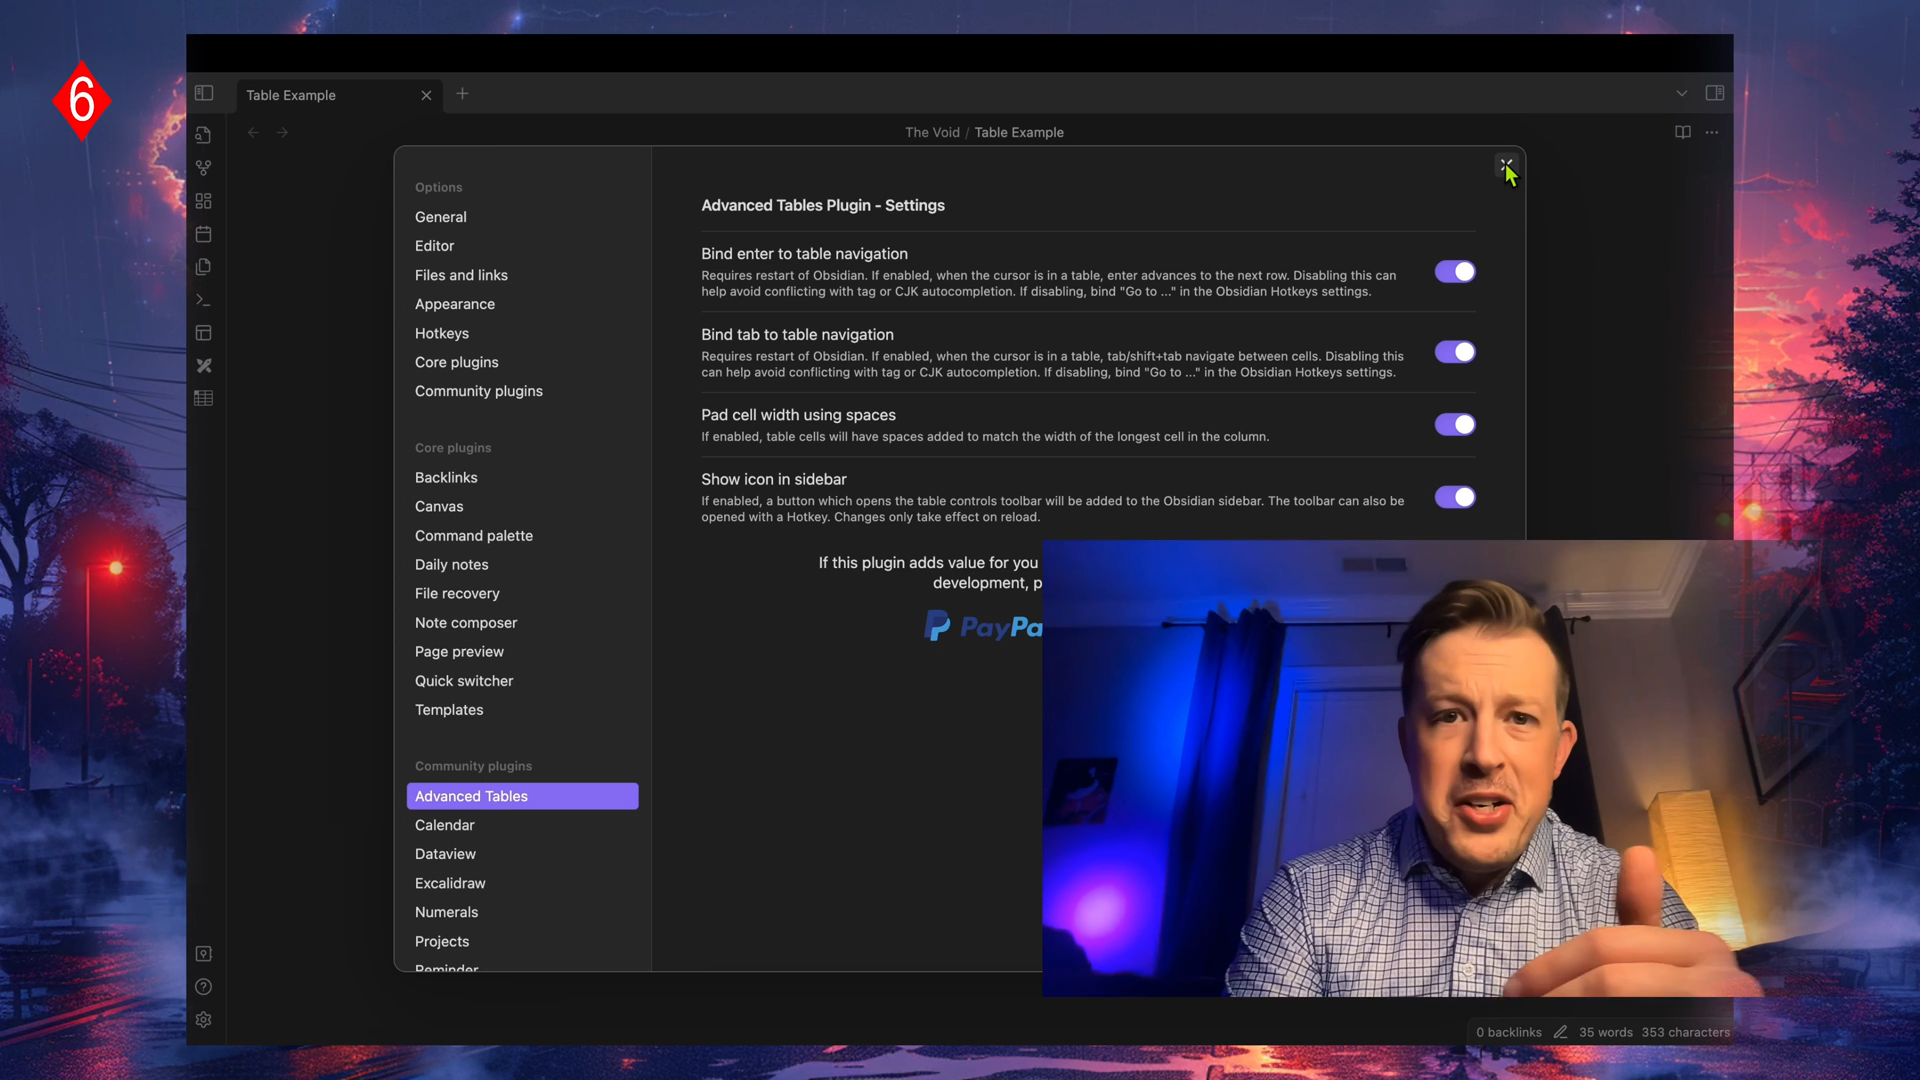 6
Table Example
The Void / Table Example
Options
General
Editor
Files and links
Appearance
Hotkeys
Core plugins
Community plugins
Core plugins
Backlinks
Canvas
Command palette
Daily notes
File recovery
Note composer
Page preview
Quick switcher
Templates
Community plugins
Advanced Tables
Calendar
Dataview
Excalidraw
Numerals
Projects
Reminder
Advanced Tables Plugin - Settings
Bind enter to table navigation
Requires restart of Obsidian. If enabled, when the cursor is in a table, enter advances to the next row. Disabling this can
help avoid conflicting with tag or CJK autocompletion. If disabling, bind "Go to ..." in the Obsidian Hotkeys settings.
Bind tab to table navigation
Requires restart of Obsidian. If enabled, when the cursor is in a table, tab/shift+tab navigate between cells. Disabling this
can help avoid conflicting with tag or CJK autocompletion. If disabling, bind "Go to ..." in the Obsidian Hotkeys settings.
Pad cell width using spaces
If enabled, table cells will have spaces added to match the width of the longest cell in the column.
Show icon in sidebar
If enabled, a button which opens the table controls toolbar will be added to the Obsidian sidebar. The toolbar can also be
opened with a Hotkey. Changes only take effect on reload.
If this plugin adds value for you
development, p
PayPa
0 backlinks 35 words 353 characters